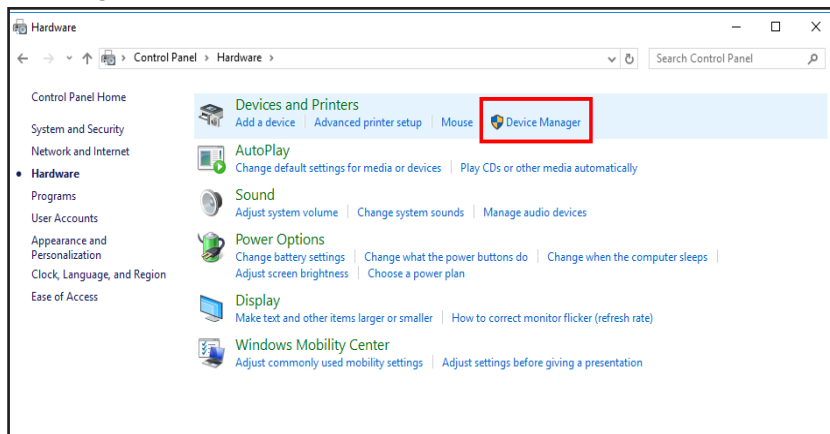 Hardware
Control Panel > Hardware >
Search Control Panel
Control Panel Home
System and Security
Network and Internet
Hardware
Programs
User Accounts
Appearance and
Personalization
Clock, Language, and Region
Ease of Access
Devices and Printers
Add a device Advanced printer setup Mouse Device Manager
AutoPlay
Change default settings for media or devices Play CDs or other media automatically
Sound
Adjust system volume Change system sounds Manage audio devices
Power Options
Change battery settings Change what the power buttons do Change when the computer sleeps
Adjust screen brightness Choose a power plan
Display
Make text and other items larger or smaller How to correct monitor flicker (refresh rate)
Windows Mobility Center
Adjust commonly used mobility settings Adjust settings before giving a presentation